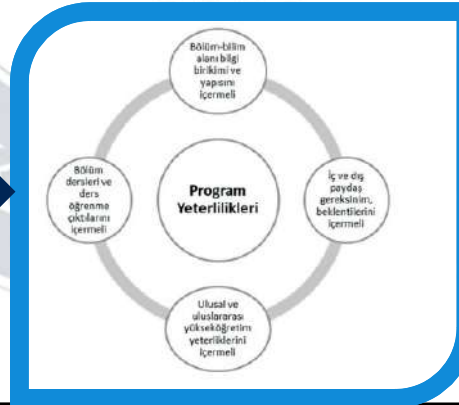 Bölüm-bilim
alanı bilgi
birikimi ve
yapısını
içermeli
Bölüm
dersleri ve
ders
öğrenme
çıktılarını
içermeli
Program
Yeterlilikleri
İç ve dış
paydaş
gereksinim,
beklentilerini
içermeli
Ulusal ve
uluslararası
yükseköğretim
yeterliklerini
içermeli